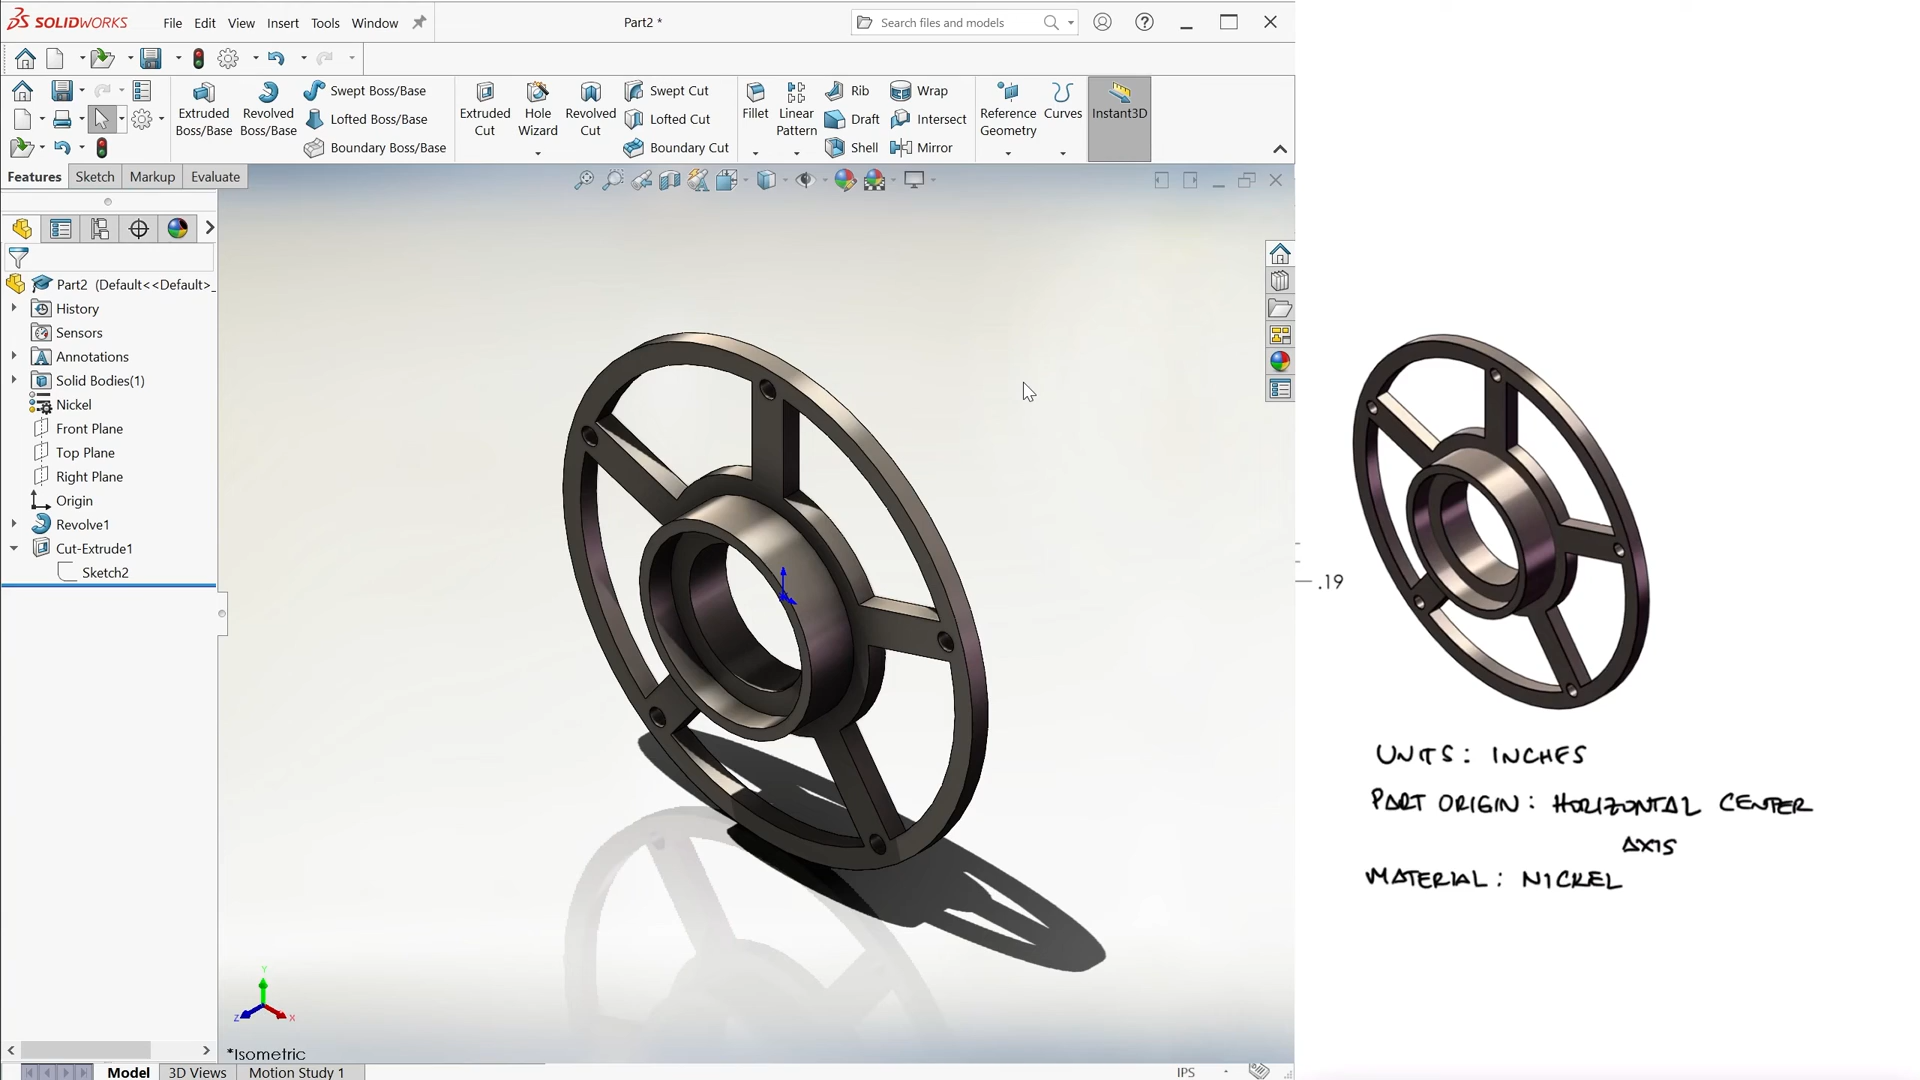 SOLIDWORKS File Edit View Insert Tools Window Part2 * Search files and models
Extruded Boss/Base
Revolved Boss/Base
Swept Boss/Base
Lofted Boss/Base
Boundary Boss/Base
Extruded Cut
Hole Wizard
Revolved Cut
Swept Cut
Lofted Cut
Boundary Cut
Fillet
Linear Pattern
Rib
Draft
Shell
Wrap
Intersect
Mirror
Reference Geometry
Curves
Instant3D
Features Sketch Markup Evaluate
Part2 (Default<<Default>_
History
Sensors
Annotations
Solid Bodies(1)
Nickel
Front Plane
Top Plane
Right Plane
Origin
Revolve1
Cut-Extrude1
Sketch2
.19
UNITS: INCHES
PART ORIGIN: HORIZONTAL CENTER
AXIS
MATERIAL: NICKEL
Y
Z X
*Isometric
Model 3D Views Motion Study 1 IPS